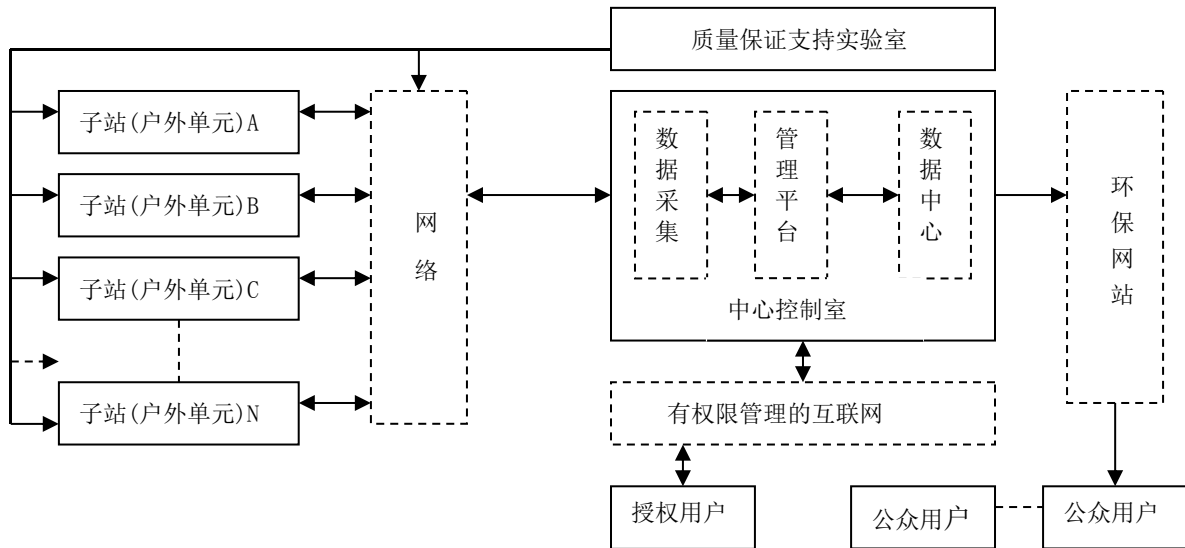 质量保证支持实验室
子站(户外单元)A
子站(户外单元)B
子站(户外单元)C
子站(户外单元)N
网络
数据采集
管理平台
数据中心
中心控制室
环保网站
有权限管理的互联网
授权用户
公众用户
公众用户